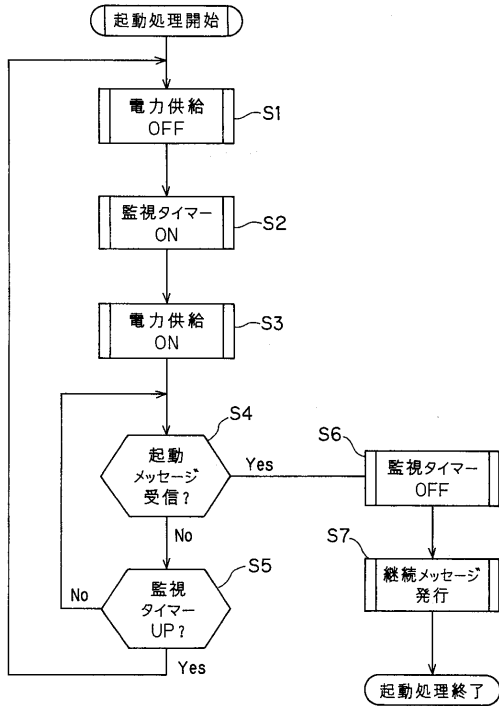 起動処理開始
電力供給
OFF
S1
監視タイマー
ON
S2
電力供給
ON
S3
起動
メッセージ
受信?
S4
Yes
No
監視
タイマー
UP?
S5
No
Yes
監視タイマー
OFF
S6
継続メッセージ
発行
S7
起動処理終了